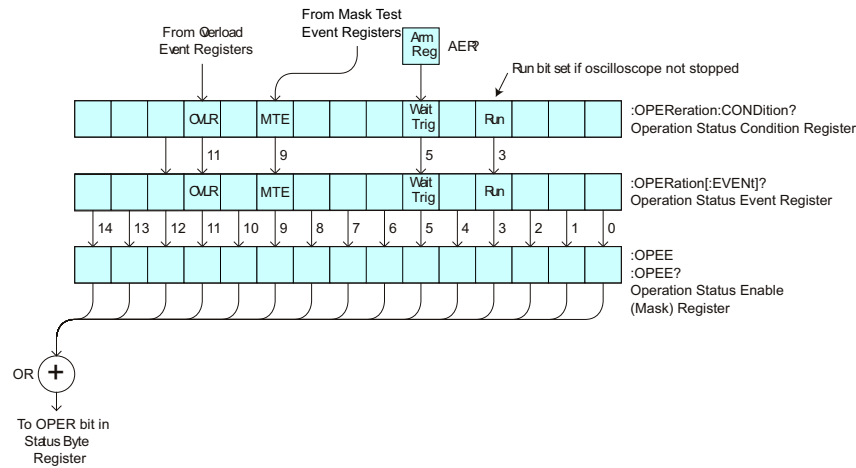 From Mask Test
Event Registers
From Overload
Event Registers
Arm
Reg
AER?
Run bit set if oscilloscope not stopped
OVLR
MTE
Wait
Trig
Run
:OPEReration:CONDition?
Operation Status Condition Register
11
9
5
3
OVLR
MTE
Wait
Trig
Run
:OPERation[:EVENt]?
Operation Status Event Register
14
13
12
11
10
9
8
7
6
5
4
3
2
1
0
:OPEE
:OPEE?
Operation Status Enable
(Mask) Register
OR
+
To OPER bit in
Status Byte
Register